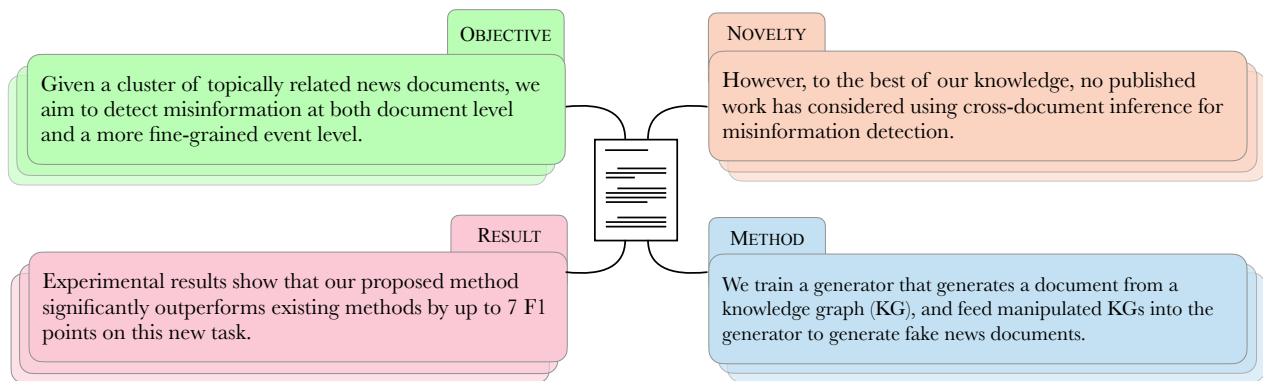 OBJECTIVE
Given a cluster of topically related news documents, we
aim to detect misinformation at both document level
and a more fine-grained event level.
NOVELTY
However, to the best of our knowledge, no published
work has considered using cross-document inference for
misinformation detection.
RESULT
Experimental results show that our proposed method
significantly outperforms existing methods by up to 7 F1
points on this new task.
METHOD
We train a generator that generates a document from a
knowledge graph (KG), and feed manipulated KGs into the
generator to generate fake news documents.